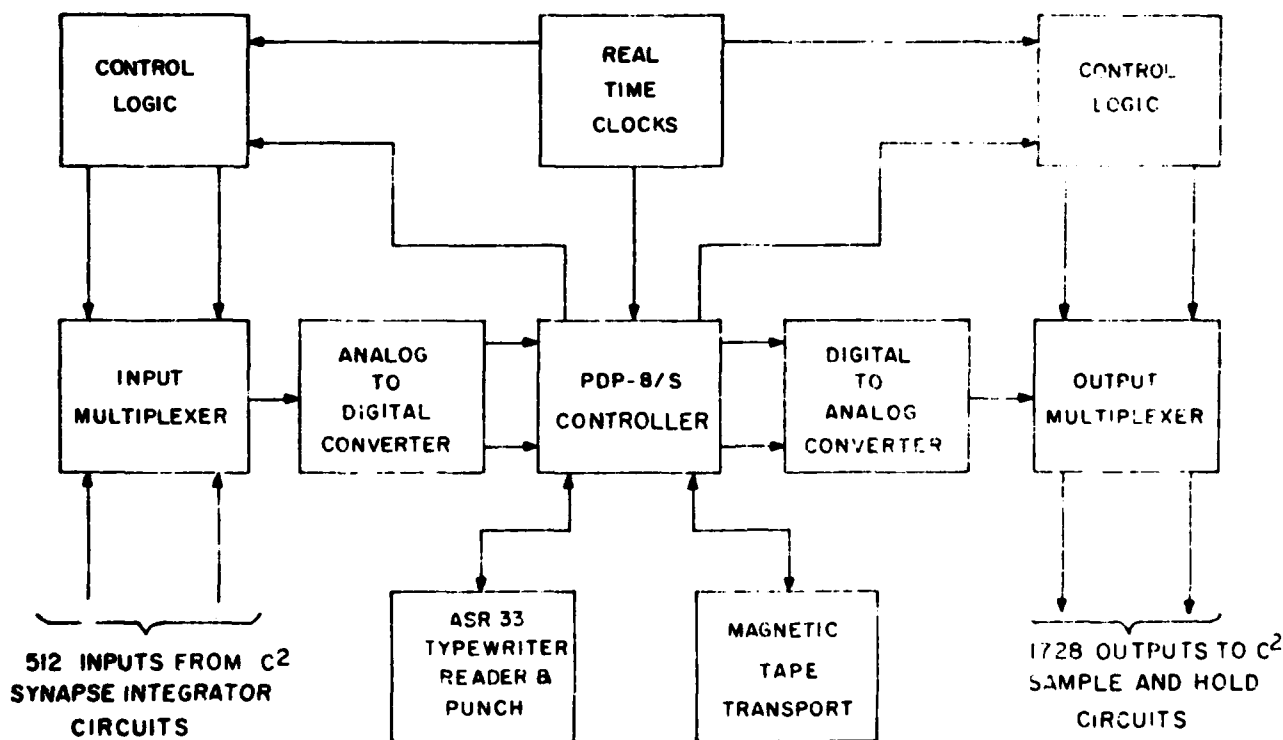 CONTROL
LOGIC
REAL
TIME
CLOCKS
CONTROL
LOGIC
INPUT
MULTIPLEXER
ANALOG
TO
DIGITAL
CONVERTER
PDP-8/S
CONTROLLER
DIGITAL
TO
ANALOG
CONVERTER
OUTPUT
MULTIPLEXER
512 INPUTS FROM C²
SYNAPSE INTEGRATOR
CIRCUITS
ASR 33
TYPEWRITER
READER &
PUNCH
MAGNETIC
TAPE
TRANSPORT
1728 OUTPUTS TO C²
SAMPLE AND HOLD
CIRCUITS